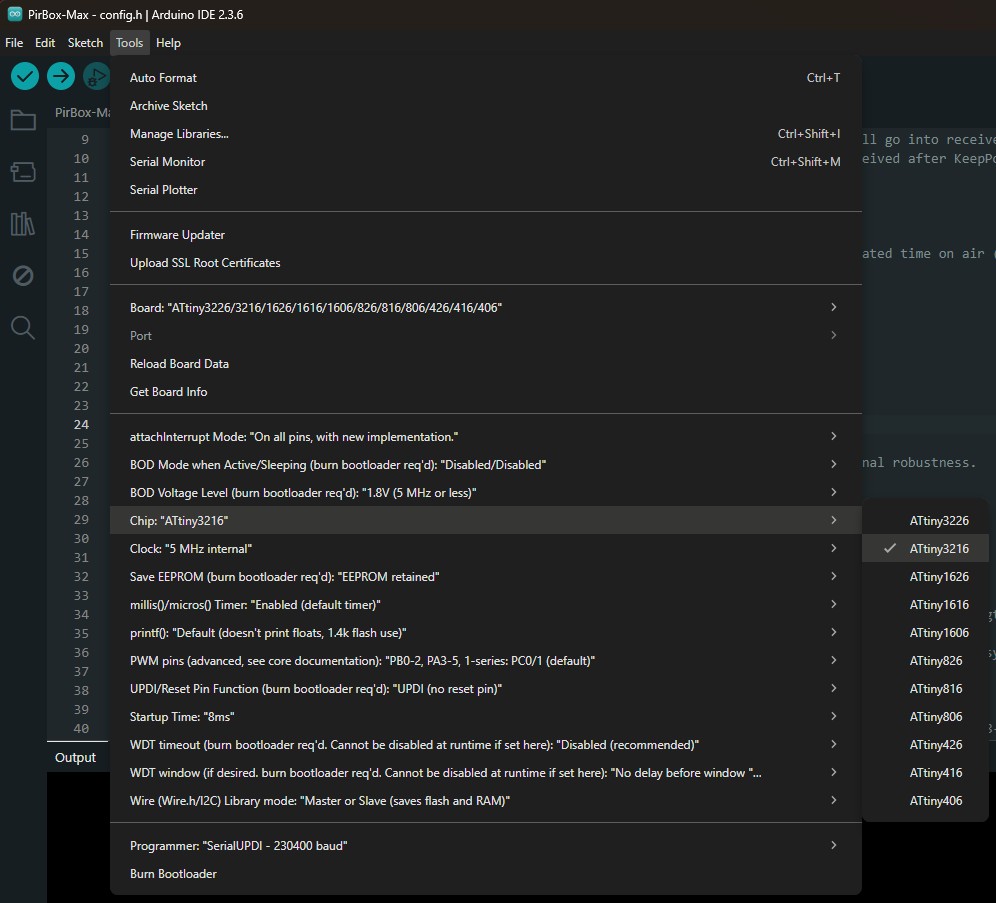 PirBox-Max - config.h | Arduino IDE 2.3.6
File Edit Sketch Tools Help
PirBox-Ma
Auto Format Ctrl+T
Archive Sketch
Manage Libraries... Ctrl+Shift+I
Serial Monitor Ctrl+Shift+M
Serial Plotter
Firmware Updater
Upload SSL Root Certificates
Board: "ATtiny3226/3216/1626/1616/1606/826/816/806/426/416/406"
Port
Reload Board Data
Get Board Info
attachInterrupt Mode: "On all pins, with new implementation."
BOD Mode when Active/Sleeping (burn bootloader req'd): "Disabled/Disabled"
BOD Voltage Level (burn bootloader req'd): "1.8V (5 MHz or less)"
Chip: "ATtiny3216"
Clock: "5 MHz internal"
Save EEPROM (burn bootloader req'd): "EEPROM retained"
millis()/micros() Timer: "Enabled (default timer)"
printf(): "Default (doesn't print floats, 1.4k flash use)"
PWM pins (advanced, see core documentation): "PB0-2, PA3-5, 1-series: PC0/1 (default)"
UPDI/Reset Pin Function (burn bootloader req'd): "UPDI (no reset pin)"
Startup Time: "8ms"
WDT timeout (burn bootloader req'd. Cannot be disabled at runtime if set here): "Disabled (recommended)"
WDT window (if desired. burn bootloader req'd. Cannot be disabled at runtime if set here): "No delay before window "...
Wire (Wire.h/I2C) Library mode: "Master or Slave (saves flash and RAM)"
Programmer: "SerialUPDI - 230400 baud"
Burn Bootloader
ATtiny3226
ATtiny3216
ATtiny1626
ATtiny1616
ATtiny1606
ATtiny826
ATtiny816
ATtiny806
ATtiny426
ATtiny416
ATtiny406
9
10
11
12
13
14
15
16
17
18
19
20
21
22
23
24
25
26
27
28
29
30
31
32
33
34
35
36
37
38
39
40
ll go into receive
eived after KeepPo
ated time on air
nal robustness.
Output